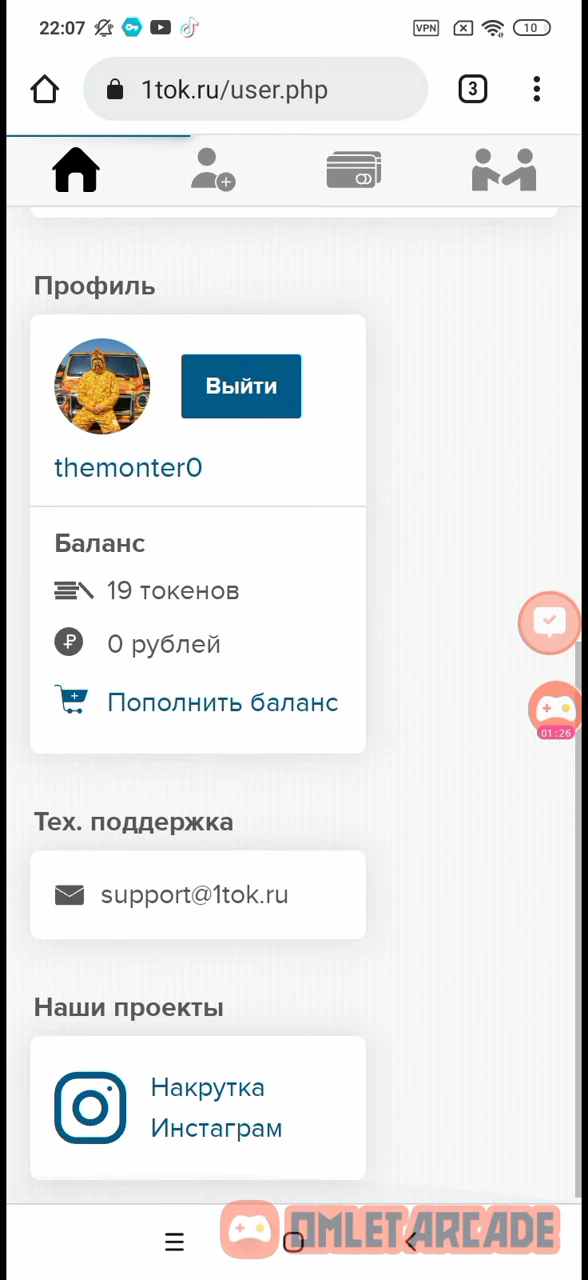 22:07 VPN 10
1tok.ru/user.php 3
Профиль
Выйти
themonter0
Баланс
19 токенов
0 рублей
Пополнить баланс
01:26
Тех. поддержка
support@1tok.ru
Наши проекты
Накрутка
Инстаграм
OMLET ARCADE